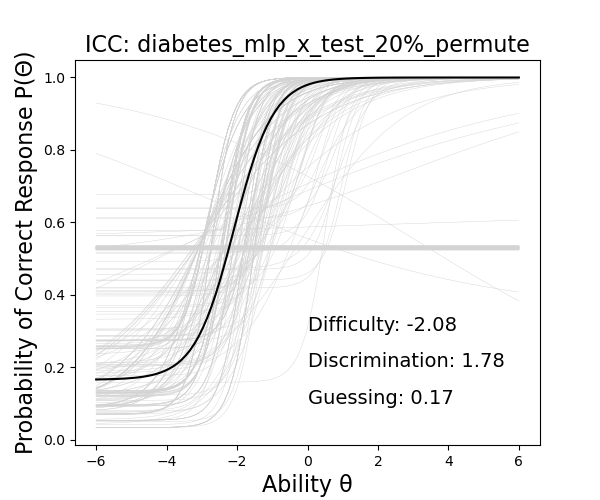 ICC: diabetes_mlp_x_test_20%_permute
Probability of Correct Response P(Θ)
1.0
0.8
0.6
0.4
0.2
0.0
Difficulty: -2.08
Discrimination: 1.78
Guessing: 0.17
−6 −4 −2 0 2 4 6
Ability θ